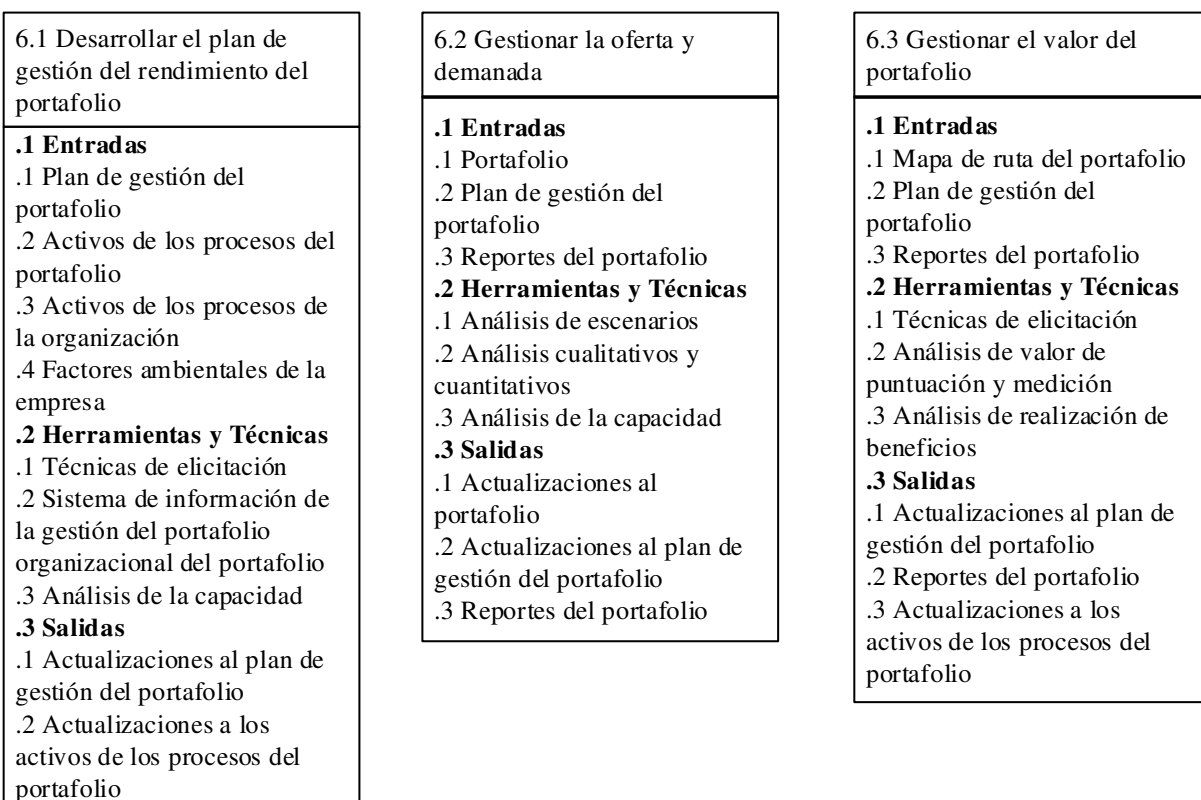 6.1 Desarrollar el plan de
gestión del rendimiento del
portafolio
.1 Entradas
.1 Plan de gestión del
portafolio
.2 Activos de los procesos del
portafolio
.3 Activos de los procesos de
la organización
.4 Factores ambientales de la
empresa
.2 Herramientas y Técnicas
.1 Técnicas de elicitación
.2 Sistema de información de
la gestión del portafolio
organizacional del portafolio
.3 Análisis de la capacidad
.3 Salidas
.1 Actualizaciones al plan de
gestión del portafolio
.2 Actualizaciones a los
activos de los procesos del
portafolio
6.2 Gestionar la oferta y
demanada
.1 Entradas
.1 Portafolio
.2 Plan de gestión del
portafolio
.3 Reportes del portafolio
.2 Herramientas y Técnicas
.1 Análisis de escenarios
.2 Análisis cualitativos y
cuantitativos
.3 Análisis de la capacidad
.3 Salidas
.1 Actualizaciones al
portafolio
.2 Actualizaciones al plan de
gestión del portafolio
.3 Reportes del portafolio
6.3 Gestionar el valor del
portafolio
.1 Entradas
.1 Mapa de ruta del portafolio
.2 Plan de gestión del
portafolio
.3 Reportes del portafolio
.2 Herramientas y Técnicas
.1 Técnicas de elicitación
.2 Análisis de valor de
puntuación y medición
.3 Análisis de realización de
beneficios
.3 Salidas
.1 Actualizaciones al plan de
gestión del portafolio
.2 Reportes del portafolio
.3 Actualizaciones a los
activos de los procesos del
portafolio